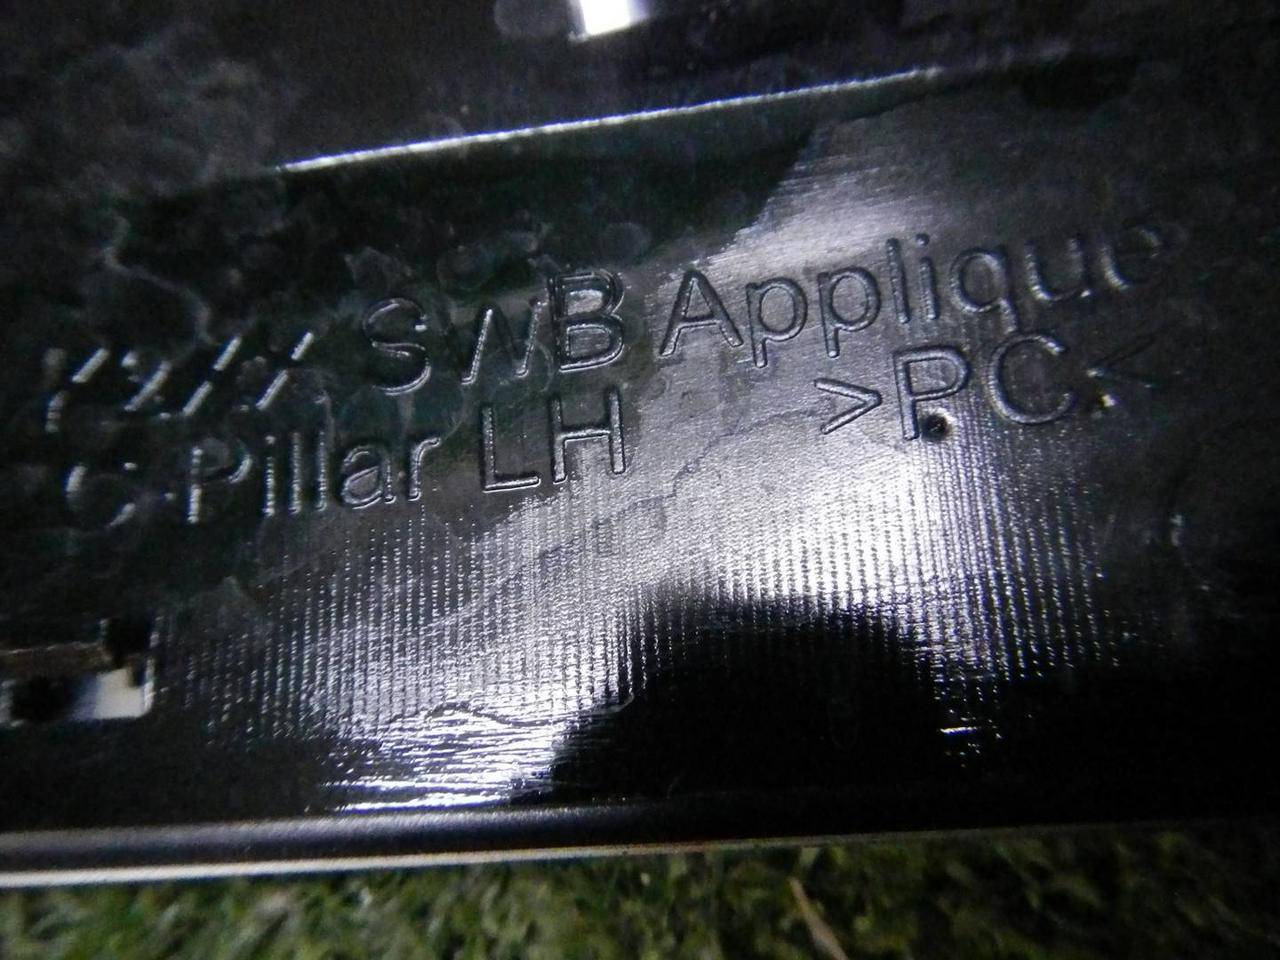 SWB Applique
C Pillar LH >PC<